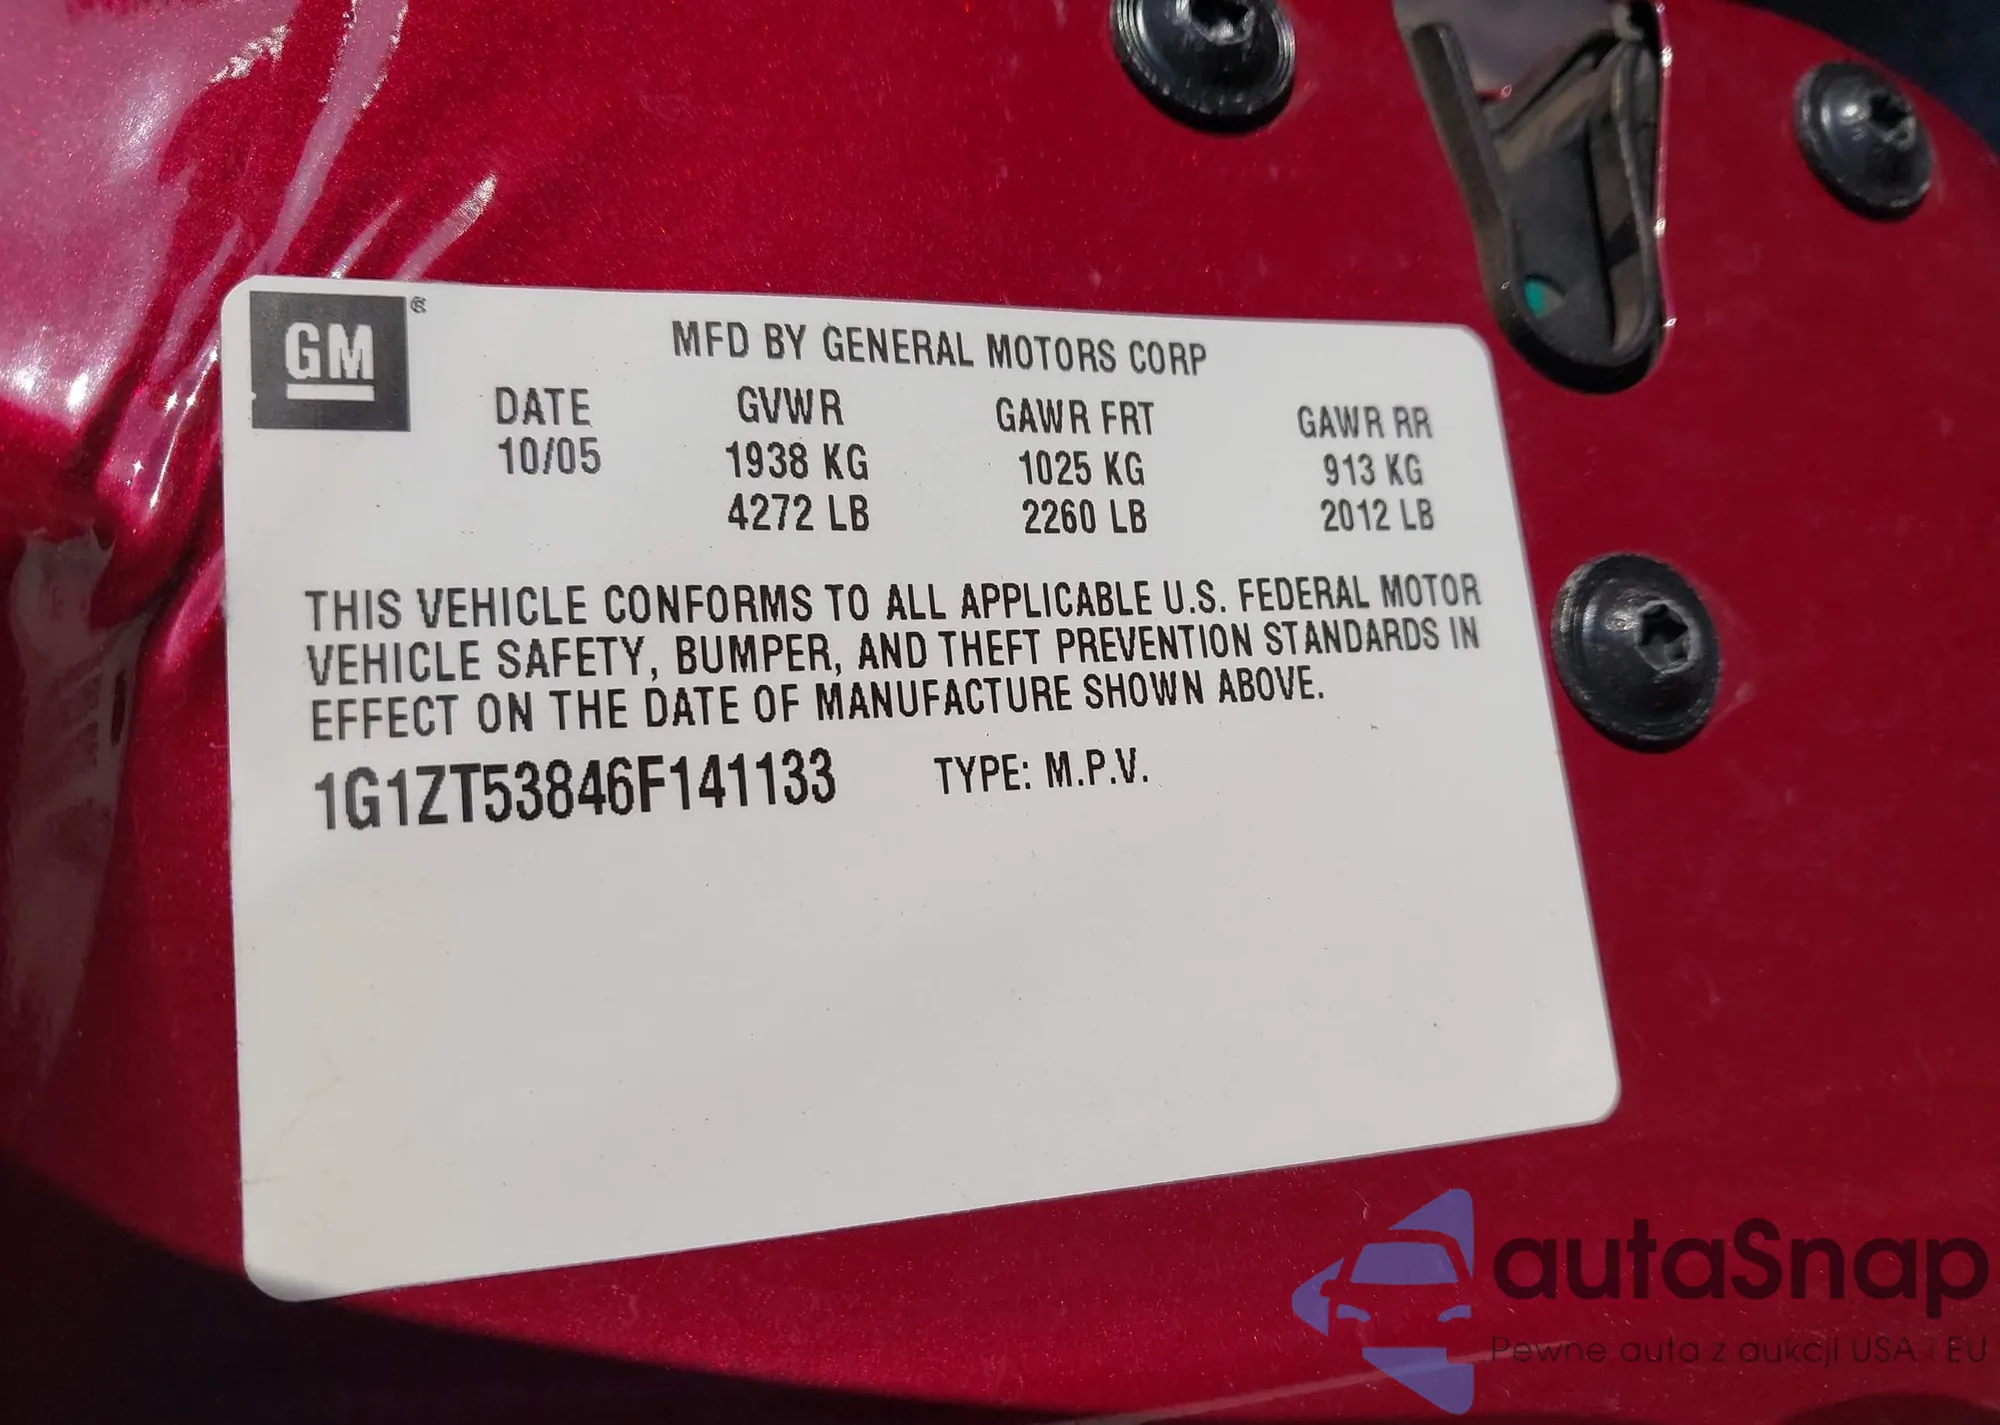 GM®
MFD BY GENERAL MOTORS CORP
DATE GVWR GAWR FRT GAWR RR
10/05 1938 KG 1025 KG 913 KG
4272 LB 2260 LB 2012 LB
THIS VEHICLE CONFORMS TO ALL APPLICABLE U.S. FEDERAL MOTOR
VEHICLE SAFETY, BUMPER, AND THEFT PREVENTION STANDARDS IN
EFFECT ON THE DATE OF MANUFACTURE SHOWN ABOVE.
1G1ZT53846F141133 TYPE: M.P.V.
autaSnap
Pewne auta z aukcji USA i EU